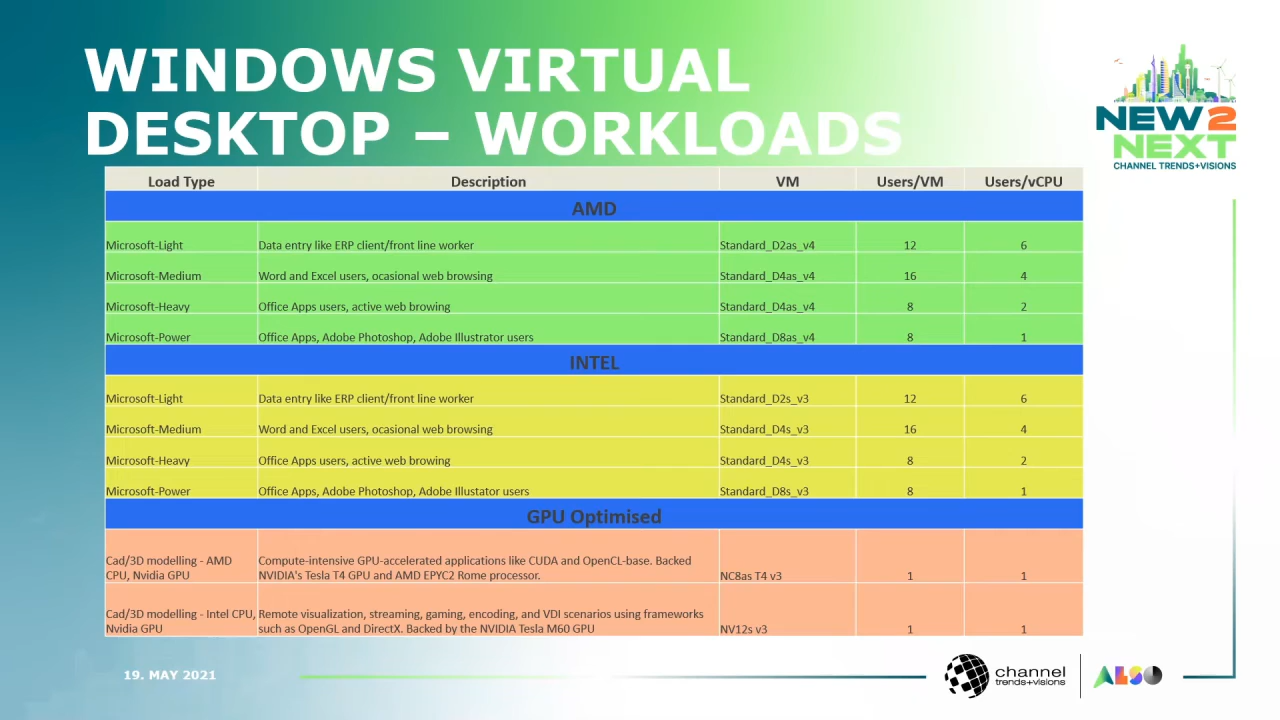 WINDOWS VIRTUAL
DESKTOP – WORKLOADS
NEW2
NEXT
CHANNEL TRENDS+VISIONS
Load Type Description VM Users/VM Users/vCPU
AMD
Microsoft-Light Data entry like ERP client/front line worker Standard_D2as_v4 12 6
Microsoft-Medium Word and Excel users, ocasional web browsing Standard_D4as_v4 16 4
Microsoft-Heavy Office Apps users, active web browing Standard_D4as_v4 8 2
Microsoft-Power Office Apps, Adobe Photoshop, Adobe Illustrator users Standard_D8as_v4 8 1
INTEL
Microsoft-Light Data entry like ERP client/front line worker Standard_D2s_v3 12 6
Microsoft-Medium Word and Excel users, ocasional web browsing Standard_D4s_v3 16 4
Microsoft-Heavy Office Apps users, active web browing Standard_D4s_v3 8 2
Microsoft-Power Office Apps, Adobe Photoshop, Adobe Illustator users Standard_D8s_v3 8 1
GPU Optimised
Cad/3D modelling - AMD Compute-intensive GPU-accelerated applications like CUDA and OpenCL-base. Backed
CPU, Nvidia GPU NVIDIA's Tesla T4 GPU and AMD EPYC2 Rome processor. NC8as T4 v3 1 1
Cad/3D modelling - Intel CPU, Remote visualization, streaming, gaming, encoding, and VDI scenarios using frameworks
Nvidia GPU such as OpenGL and DirectX. Backed by the NVIDIA Tesla M60 GPU NV12s v3 1 1
19. MAY 2021
channel
trends+visions
ALSO